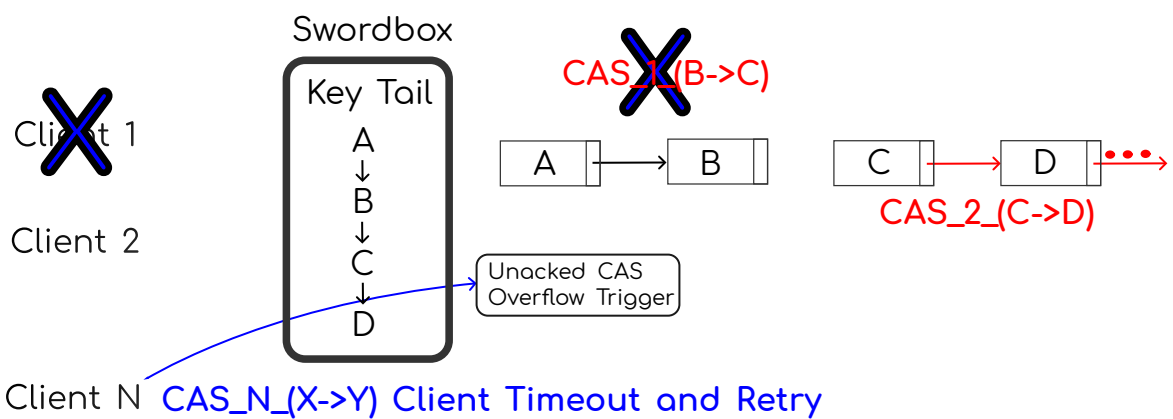 Swordbox
Key Tail
A
B
C
D
Client 1
Client 2
Client N
CAS_1_(B->C)
A
B
C
D
CAS_2_(C->D)
Unacked CAS
Overflow Trigger
CAS_N_(X->Y) Client Timeout and Retry